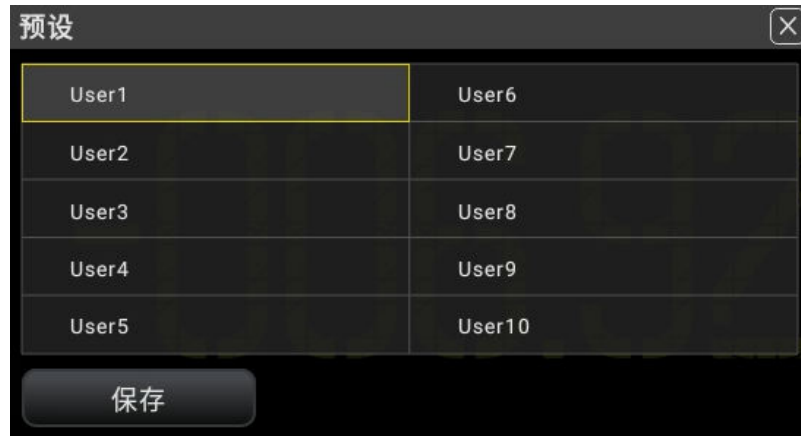 预设
User1
User6
User2
User7
User3
User8
User4
User9
User5
User10
保存